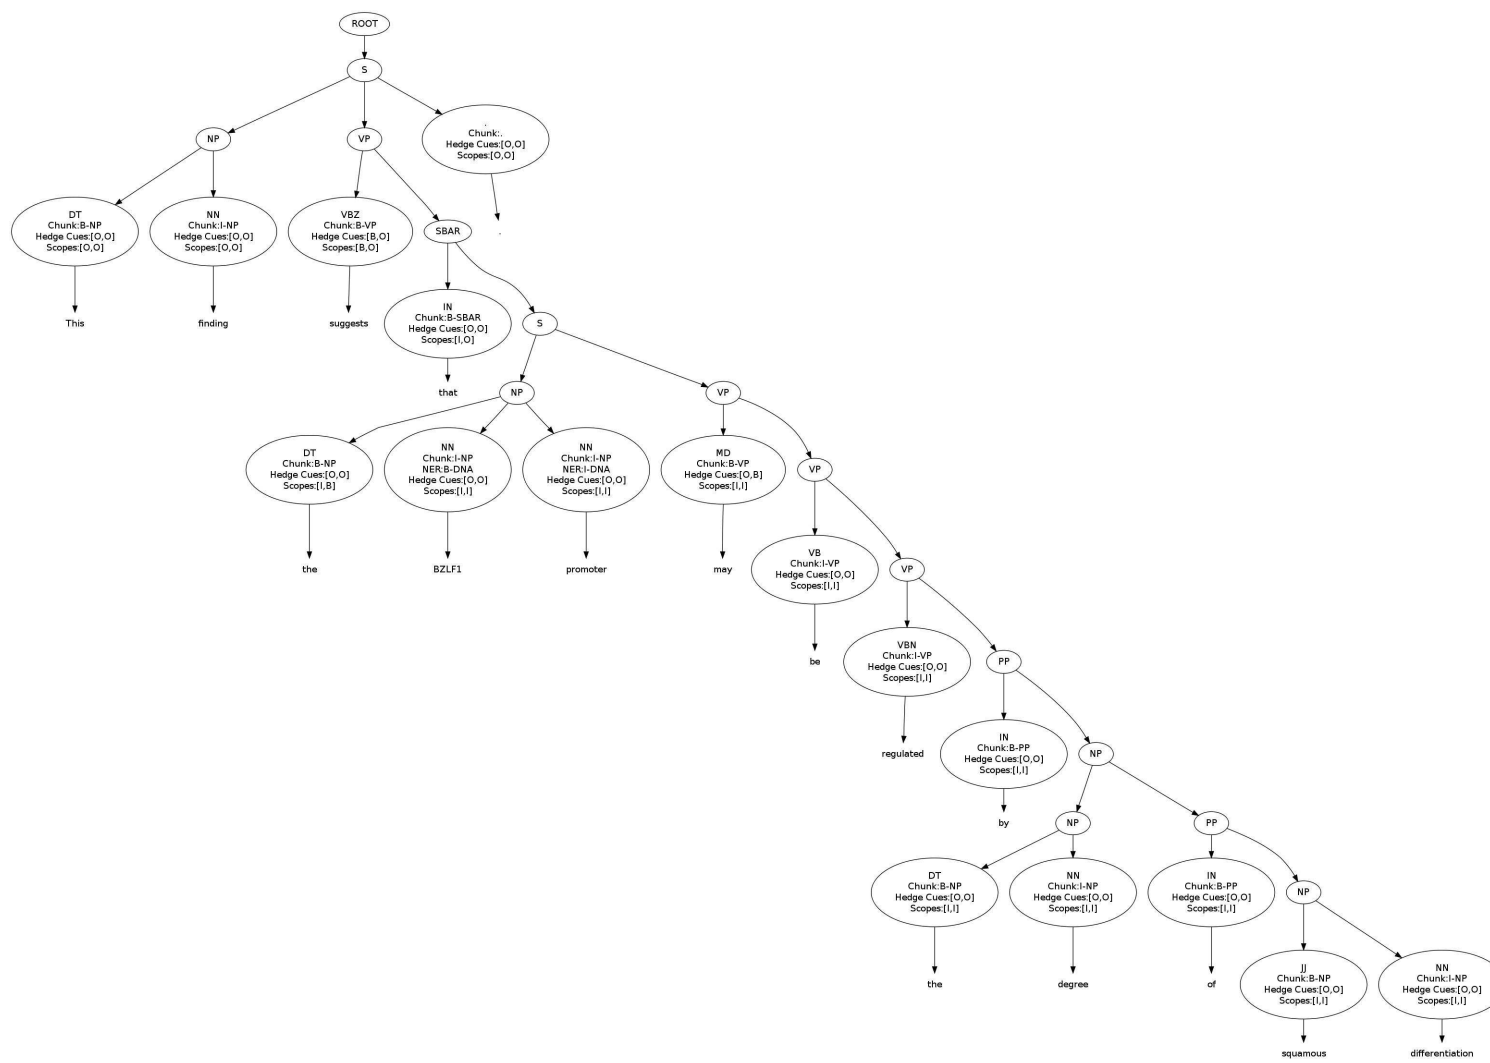 ROOT
S
NP
VP
.
Chunk:.
Hedge Cues:[O,O]
Scopes:[O,O]
DT
Chunk:B-NP
Hedge Cues:[O,O]
Scopes:[O,O]
NN
Chunk:I-NP
Hedge Cues:[O,O]
Scopes:[O,O]
VBZ
Chunk:B-VP
Hedge Cues:[B,O]
Scopes:[B,O]
SBAR
.
This
finding
suggests
IN
Chunk:B-SBAR
Hedge Cues:[O,O]
Scopes:[I,O]
S
that
NP
VP
DT
Chunk:B-NP
Hedge Cues:[O,O]
Scopes:[I,B]
NN
Chunk:I-NP
NER:B-DNA
Hedge Cues:[O,O]
Scopes:[I,I]
NN
Chunk:I-NP
NER:I-DNA
Hedge Cues:[O,O]
Scopes:[I,I]
MD
Chunk:B-VP
Hedge Cues:[O,B]
Scopes:[I,I]
VP
the
BZLF1
promoter
may
VB
Chunk:I-VP
Hedge Cues:[O,O]
Scopes:[I,I]
VP
be
VBN
Chunk:I-VP
Hedge Cues:[O,O]
Scopes:[I,I]
PP
regulated
IN
Chunk:B-PP
Hedge Cues:[O,O]
Scopes:[I,I]
NP
by
NP
PP
DT
Chunk:B-NP
Hedge Cues:[O,O]
Scopes:[I,I]
NN
Chunk:I-NP
Hedge Cues:[O,O]
Scopes:[I,I]
IN
Chunk:B-PP
Hedge Cues:[O,O]
Scopes:[I,I]
NP
the
degree
of
JJ
Chunk:B-NP
Hedge Cues:[O,O]
Scopes:[I,I]
NN
Chunk:I-NP
Hedge Cues:[O,O]
Scopes:[I,I]
squamous
differentiation